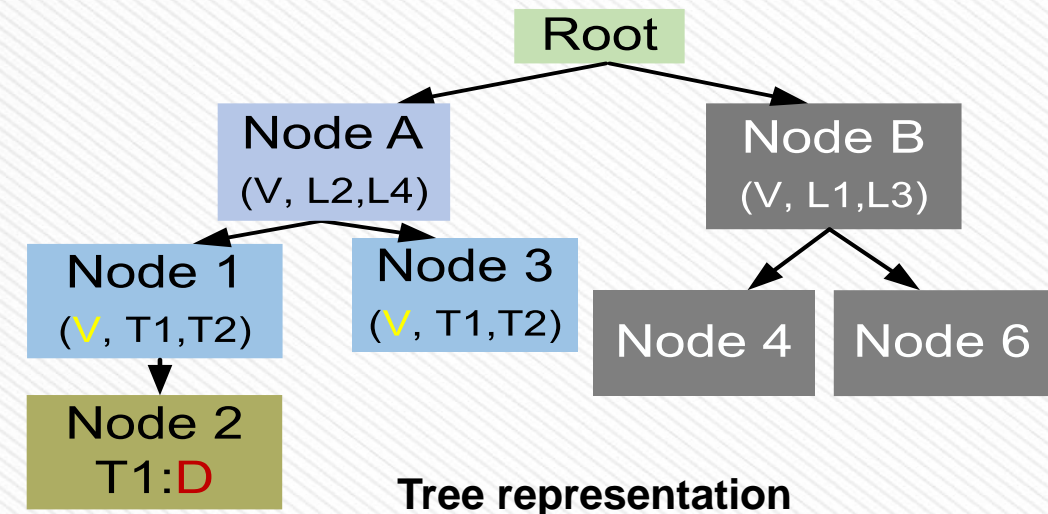 Root
Node A
(V, L2,L4)
Node B
(V, L1,L3)
Node 1
(V, T1,T2)
Node 3
(V, T1,T2)
Node 4
Node 6
Node 2
T1:D
Tree representation